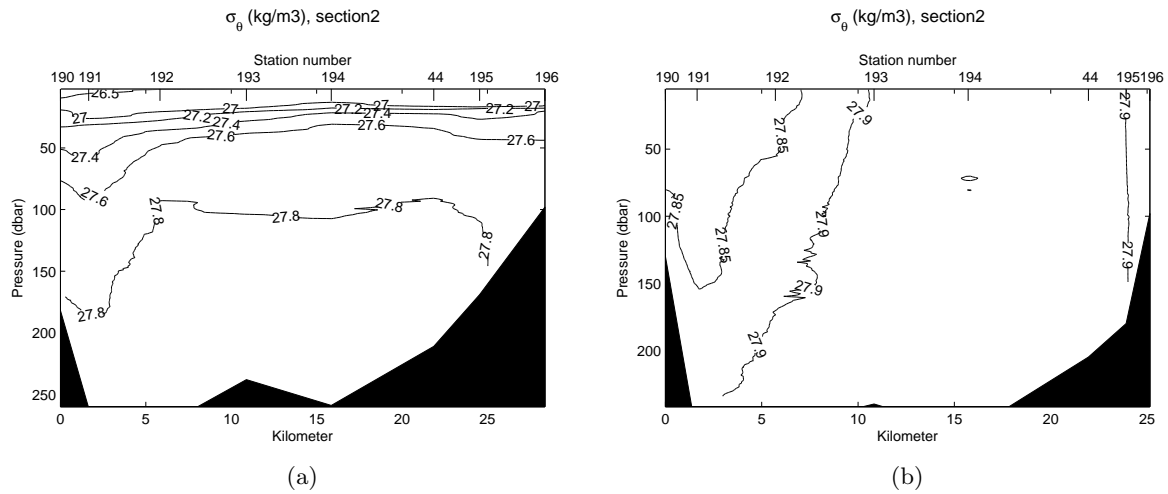 σθ (kg/m3), section2
Station number
190 191 192 193 194 44 195 196
26.5
27 27 27.2 27 27.2 27
27.2 27.4 27.4
27.6 27.6 27.6
27.4
27.6
27.8 27.8 27.8 27.8
27.8
Pressure (dbar)
50
100
150
200
250
0 5 10 15 20 25
Kilometer
(a)
σθ (kg/m3), section2
Station number
190 191 192 193 194 44 195 196
27.85 27.9 27.9
27.85 27.85 27.9 27.9
27.9
27.9
Pressure (dbar)
50
100
150
200
0 5 10 15 20 25
Kilometer
(b)